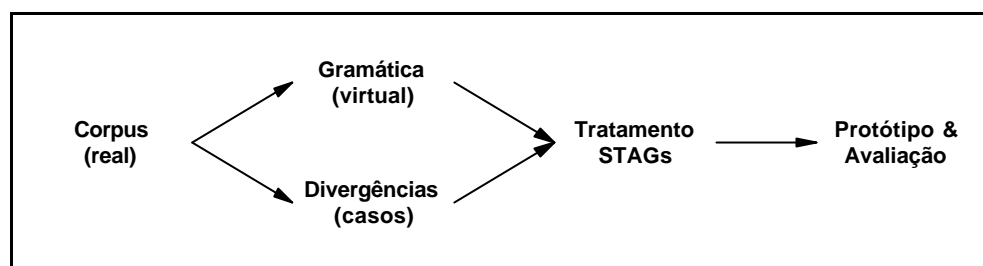 Corpus
(real)
Gramática
(virtual)
Divergências
(casos)
Tratamento
STAGs
Protótipo &
Avaliação